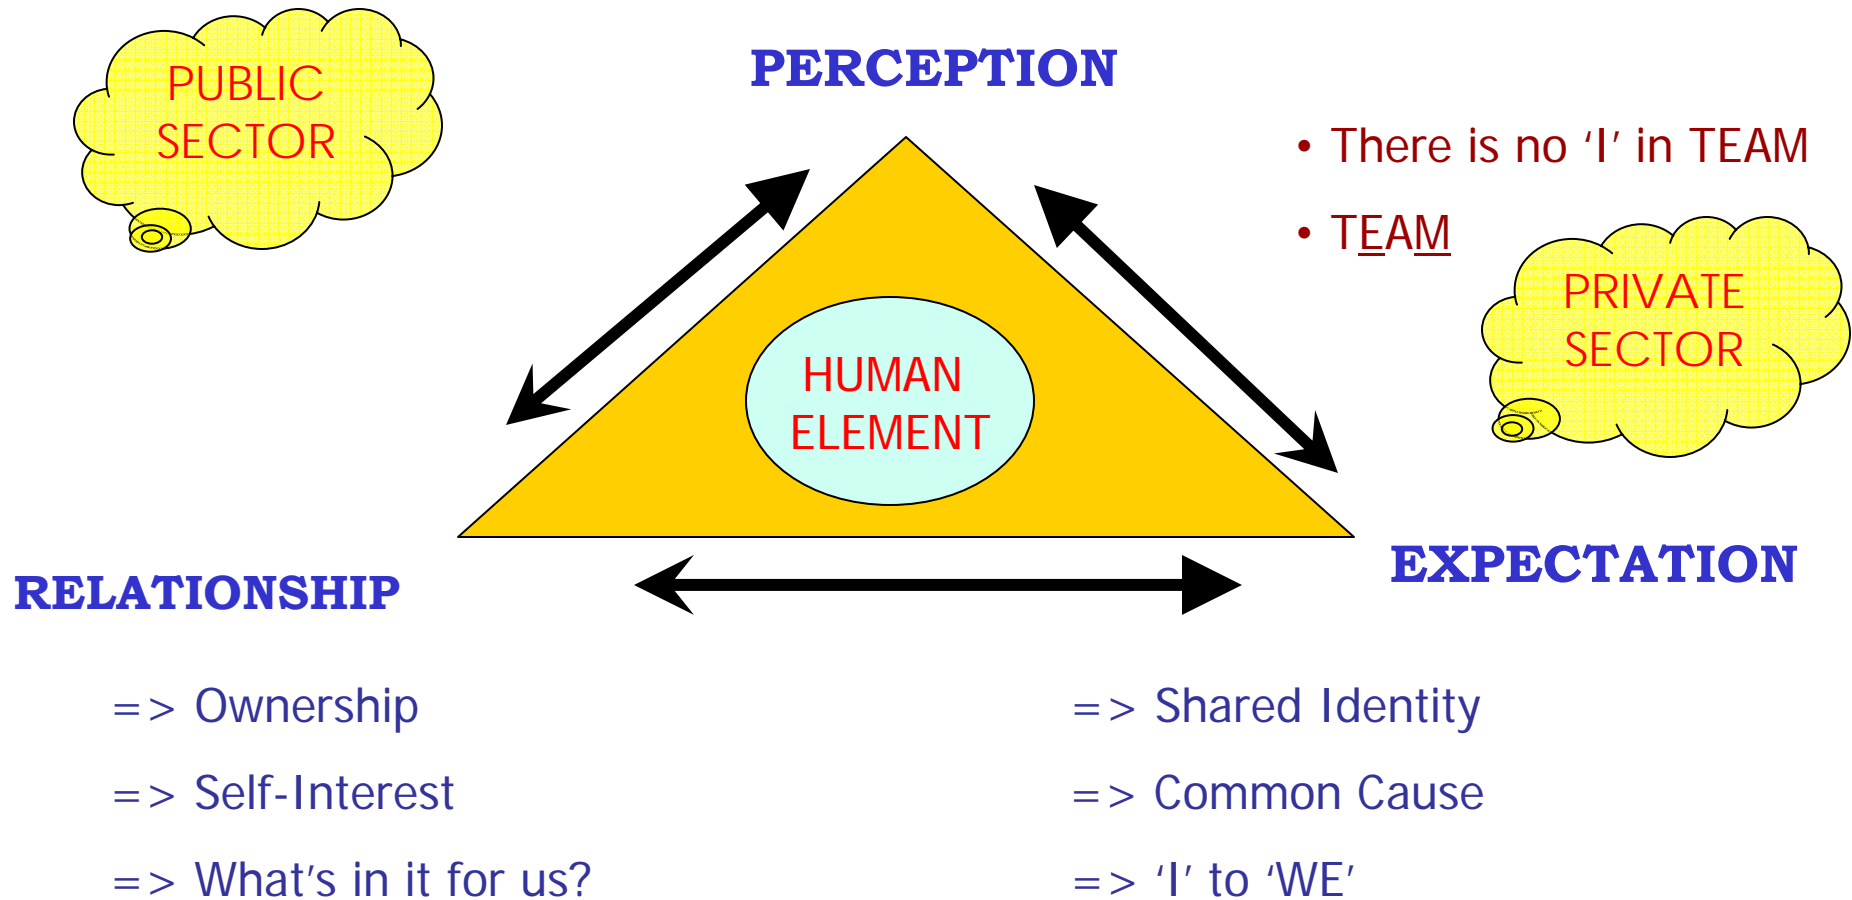 PUBLIC
SECTOR
PERCEPTION
• There is no ‘I’ in TEAM
• TEAM
PRIVATE
SECTOR
HUMAN
ELEMENT
RELATIONSHIP
EXPECTATION
=> Ownership
=> Self-Interest
=> What’s in it for us?
=> Shared Identity
=> Common Cause
=> ‘I’ to ‘WE’